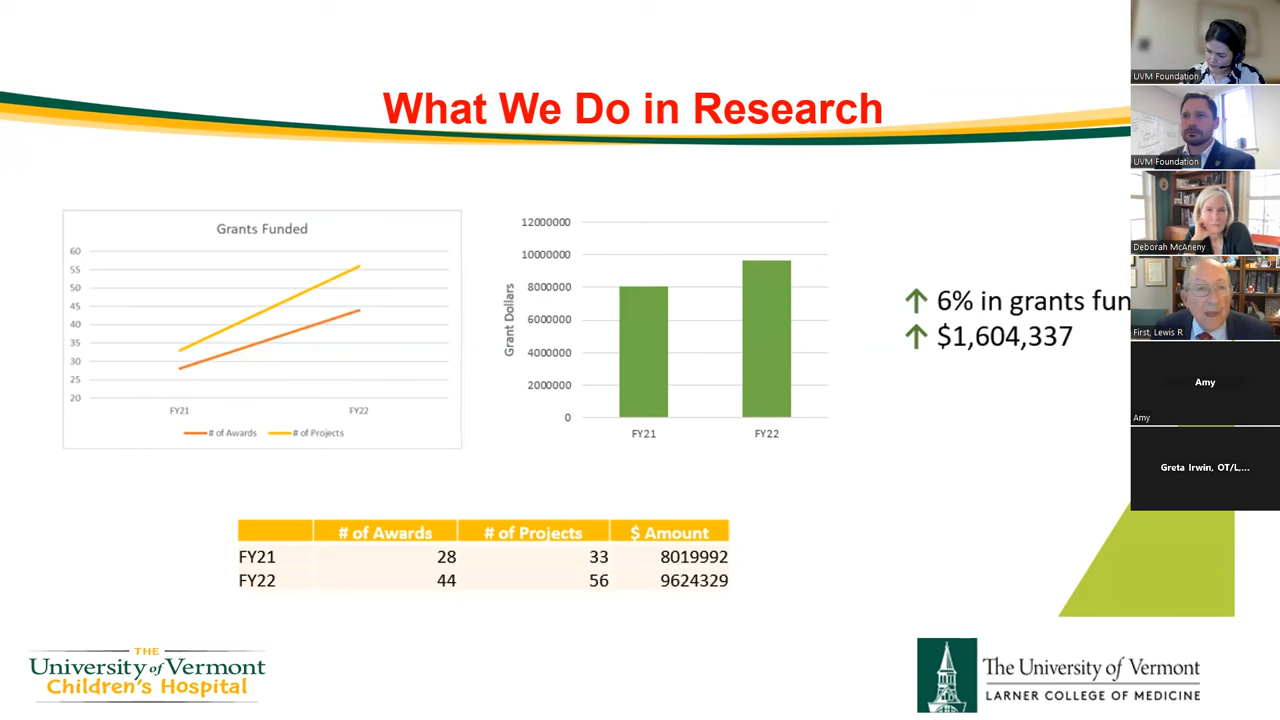 What We Do in Research
Grants Funded
60
55
50
45
40
35
30
25
20
FY21 FY22
# of Awards # of Projects
Grant Dollars
12000000
10000000
8000000
6000000
4000000
2000000
0
FY21 FY22
↑ 6% in grants fun
↑ $1,604,337
# of Awards # of Projects $ Amount
FY21 28 33 8019992
FY22 44 56 9624329
THE
University of Vermont
Children's Hospital
The University of Vermont
LARNER COLLEGE OF MEDICINE
UVM Foundation
UVM Foundation
Deborah McAneny
First, Lewis R
Amy
Amy
Greta Irwin, OT/L,...